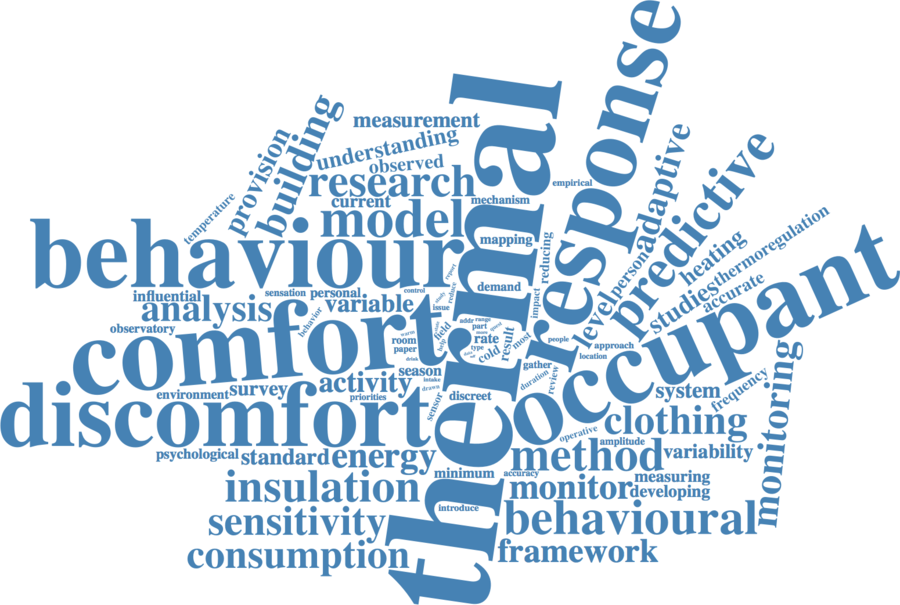 thermal
response
behaviour
comfort
discomfort
occupant
predictive
building
provision
temperature
measurement
understanding
observed
research
current
model
mechanism
empirical
adaptive
person
level
mapping
reducing
demand
impact
heating
thermoregulation
studies
accurate
influential
analysis
observatory
sensation
personal
variable
behavior
control
issue
study
reduce
report
field
help
warm
room
paper
drink
addr
range
part
rate
type
cold
result
most
people
approach
location
gather
duration
review
season
intake
drawn
activity
priorities
environment
survey
sensor
discreet
system
frequency
clothing
monitoring
operative
amplitude
method
variability
psychological
standard
energy
minimum
accuracy
measuring
developing
monitor
insulation
introduce
sensitivity
behavioural
consumption
framework